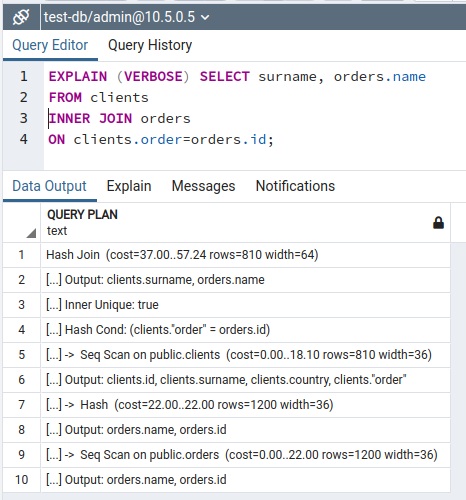 test-db/admin@10.5.0.5
Query Editor Query History
1 EXPLAIN (VERBOSE) SELECT surname, orders.name
2 FROM clients
3 INNER JOIN orders
4 ON clients.order=orders.id;
Data Output Explain Messages Notifications
QUERY PLAN
text
1 Hash Join (cost=37.00..57.24 rows=810 width=64)
2 [...] Output: clients.surname, orders.name
3 [...] Inner Unique: true
4 [...] Hash Cond: (clients."order" = orders.id)
5 [...] -> Seq Scan on public.clients (cost=0.00..18.10 rows=810 width=36)
6 [...] Output: clients.id, clients.surname, clients.country, clients."order"
7 [...] -> Hash (cost=22.00..22.00 rows=1200 width=36)
8 [...] Output: orders.name, orders.id
9 [...] -> Seq Scan on public.orders (cost=0.00..22.00 rows=1200 width=36)
10 [...] Output: orders.name, orders.id